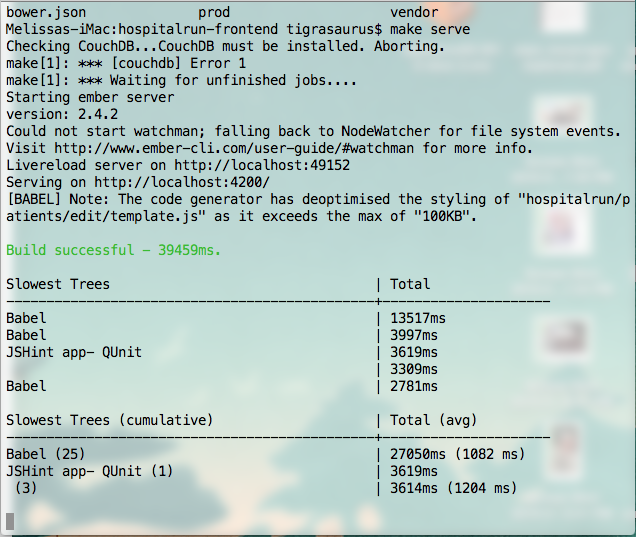 bower.json prod vendor
Melissas-iMac:hospitalrun-frontend tigrasaurus$ make serve
Checking CouchDB...CouchDB must be installed. Aborting.
make[1]: *** [couchdb] Error 1
make[1]: *** Waiting for unfinished jobs....
Starting ember server
version: 2.4.2
Could not start watchman; falling back to NodeWatcher for file system events.
Visit http://www.ember-cli.com/user-guide/#watchman for more info.
Livereload server on http://localhost:49152
Serving on http://localhost:4200/
[BABEL] Note: The code generator has deoptimised the styling of "hospitalrun/p
atients/edit/template.js" as it exceeds the max of "100KB".
Build successful - 39459ms.
Slowest Trees | Total
----------------------------------------------+---------------------
Babel | 13517ms
Babel | 3997ms
JSHint app- QUnit | 3619ms
| 3309ms
Babel | 2781ms
Slowest Trees (cumulative) | Total (avg)
----------------------------------------------+---------------------
Babel (25) | 27050ms (1082 ms)
JSHint app- QUnit (1) | 3619ms
(3) | 3614ms (1204 ms)